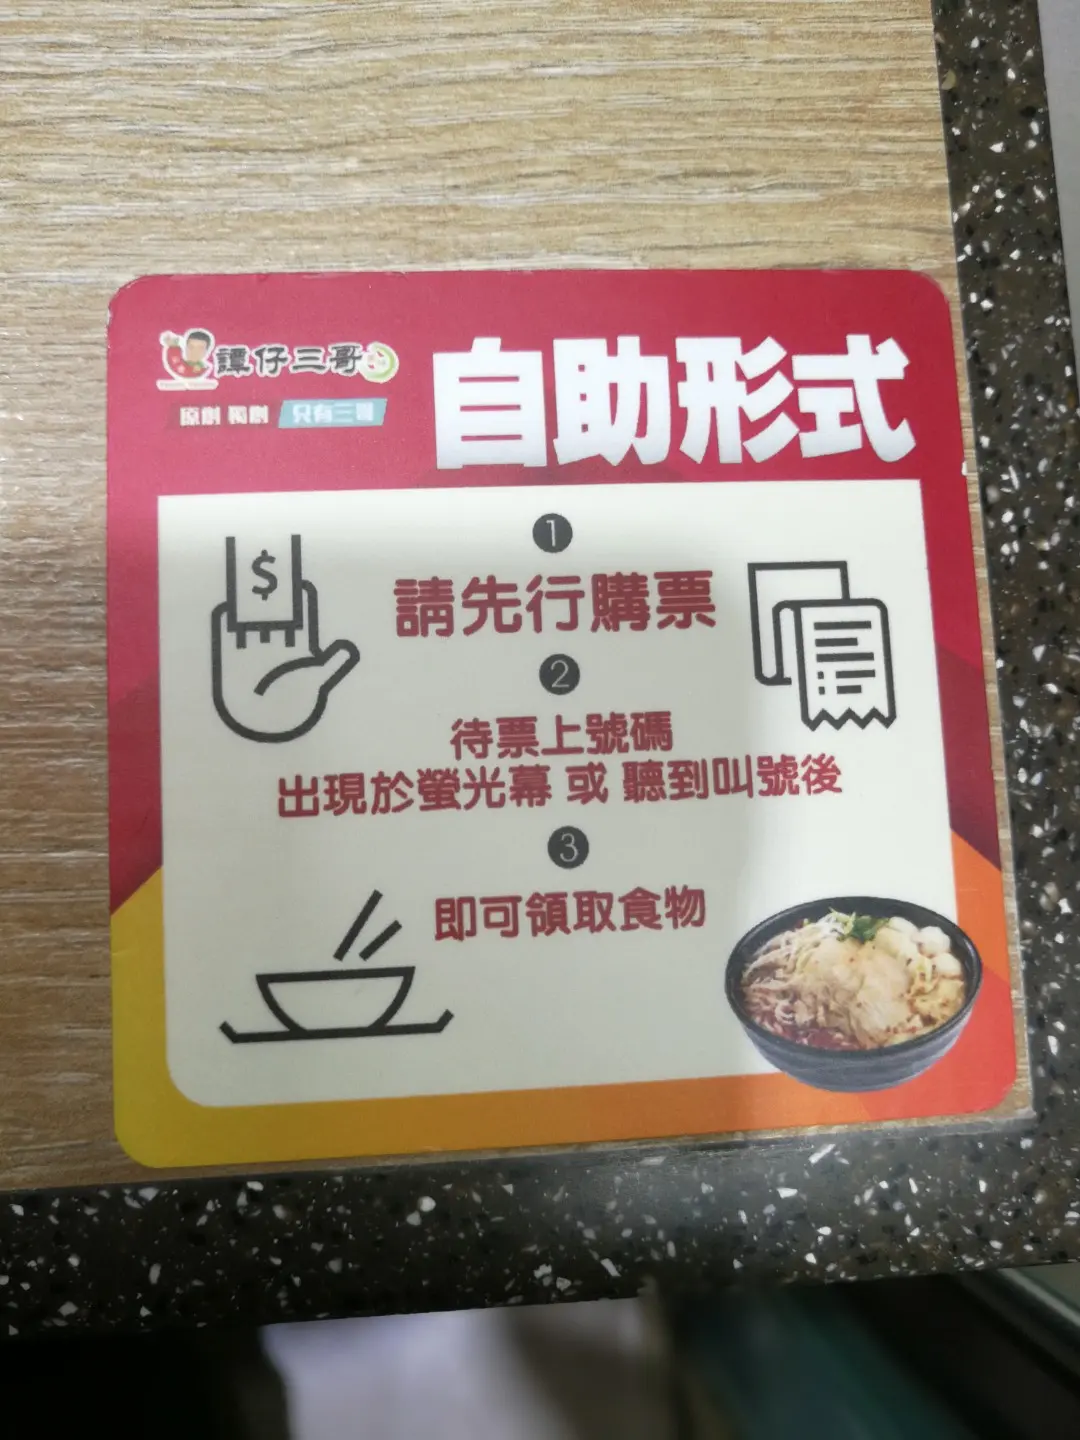 譚仔三哥
原創 獨創 只有三哥
自助形式
1
請先行購票
2
待票上號碼
出現於螢光幕 或 聽到叫號後
3
即可領取食物
$